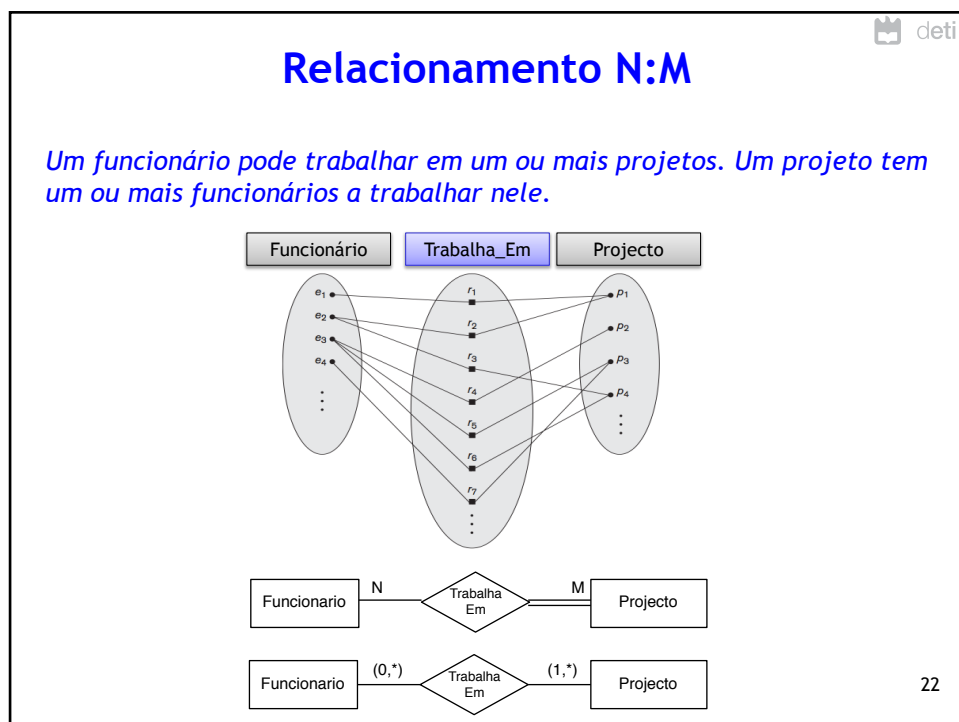 deti
Relacionamento N:M
Um funcionário pode trabalhar em um ou mais projetos. Um projeto tem
um ou mais funcionários a trabalhar nele.
Funcionário Trabalha_Em Projecto
e1 r1 p1
e2 r2 p2
e3 r3 p3
e4 r4 p4
r5
r6
r7
Funcionario N Trabalha Em M Projecto
Funcionario (0,*) Trabalha Em (1,*) Projecto
22